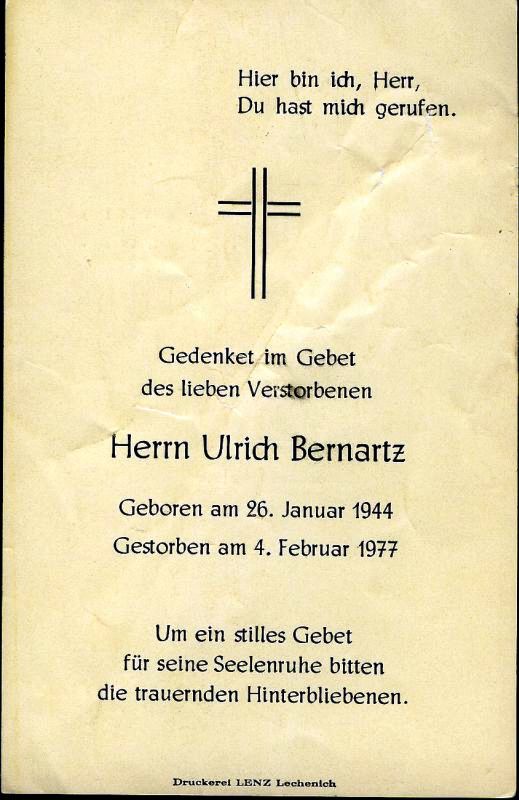 Hier bin ich, Herr,
Du hast mich gerufen.
Gedenket im Gebet
des lieben Verstorbenen
Herrn Ulrich Bernartz
Geboren am 26. Januar 1944
Gestorben am 4. Februar 1977
Um ein stilles Gebet
für seine Seelenruhe bitten
die trauernden Hinterbliebenen.
Druckerei LENZ Lechenich